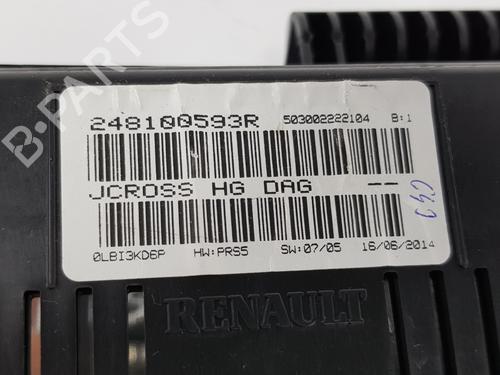 248100593R 503002222104 B:1
JCROSS HG DAG --
0LBI3KD6P HW:PRS5 SW:07/05 16/06/2014
RENAULT
B-PARTS